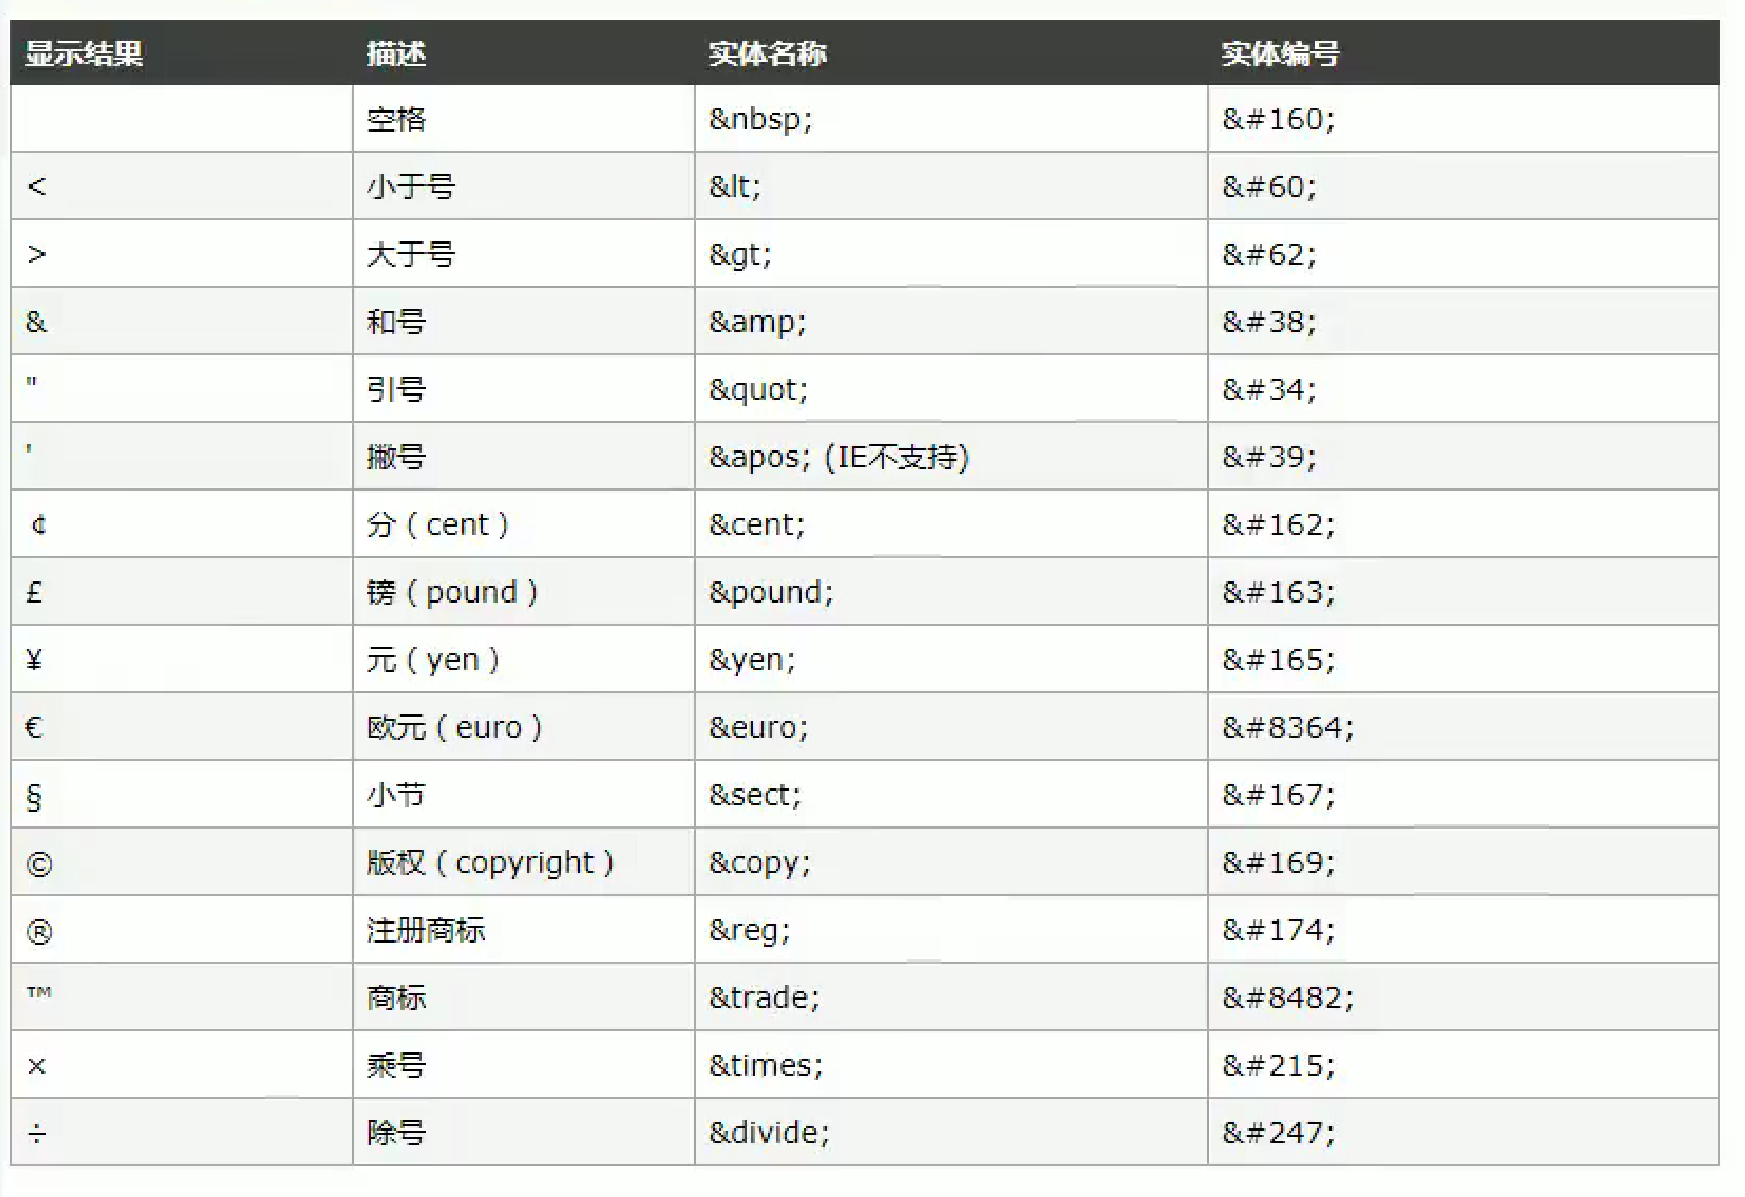 显示结果 描述 实体名称 实体编号
空格 &nbsp; &#160;
< 小于号 &lt; &#60;
> 大于号 &gt; &#62;
& 和号 &amp; &#38;
" 引号 &quot; &#34;
' 撇号 &apos; (IE不支持) &#39;
¢ 分 ( cent ) &cent; &#162;
£ 镑 ( pound ) &pound; &#163;
¥ 元 ( yen ) &yen; &#165;
€ 欧元 ( euro ) &euro; &#8364;
§ 小节 &sect; &#167;
© 版权 ( copyright ) &copy; &#169;
® 注册商标 &reg; &#174;
™ 商标 &trade; &#8482;
× 乘号 &times; &#215;
÷ 除号 &divide; &#247;